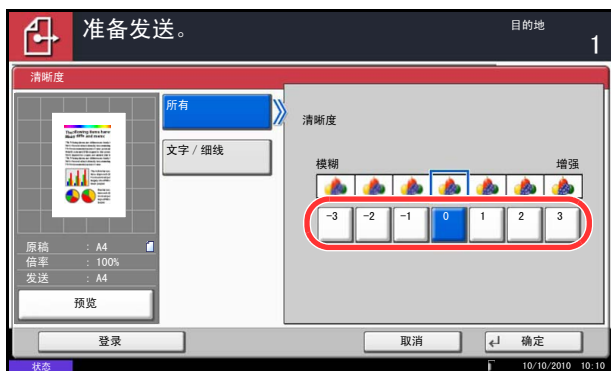 准备发送。
目的地
1
清晰度
所有
文字 / 细线
清晰度
模糊 增强
-3 -2 -1 0 1 2 3
原稿 : A4
倍率 : 100%
发送 : A4
预览
登录 取消 确定
状态 10/10/2010 10:10